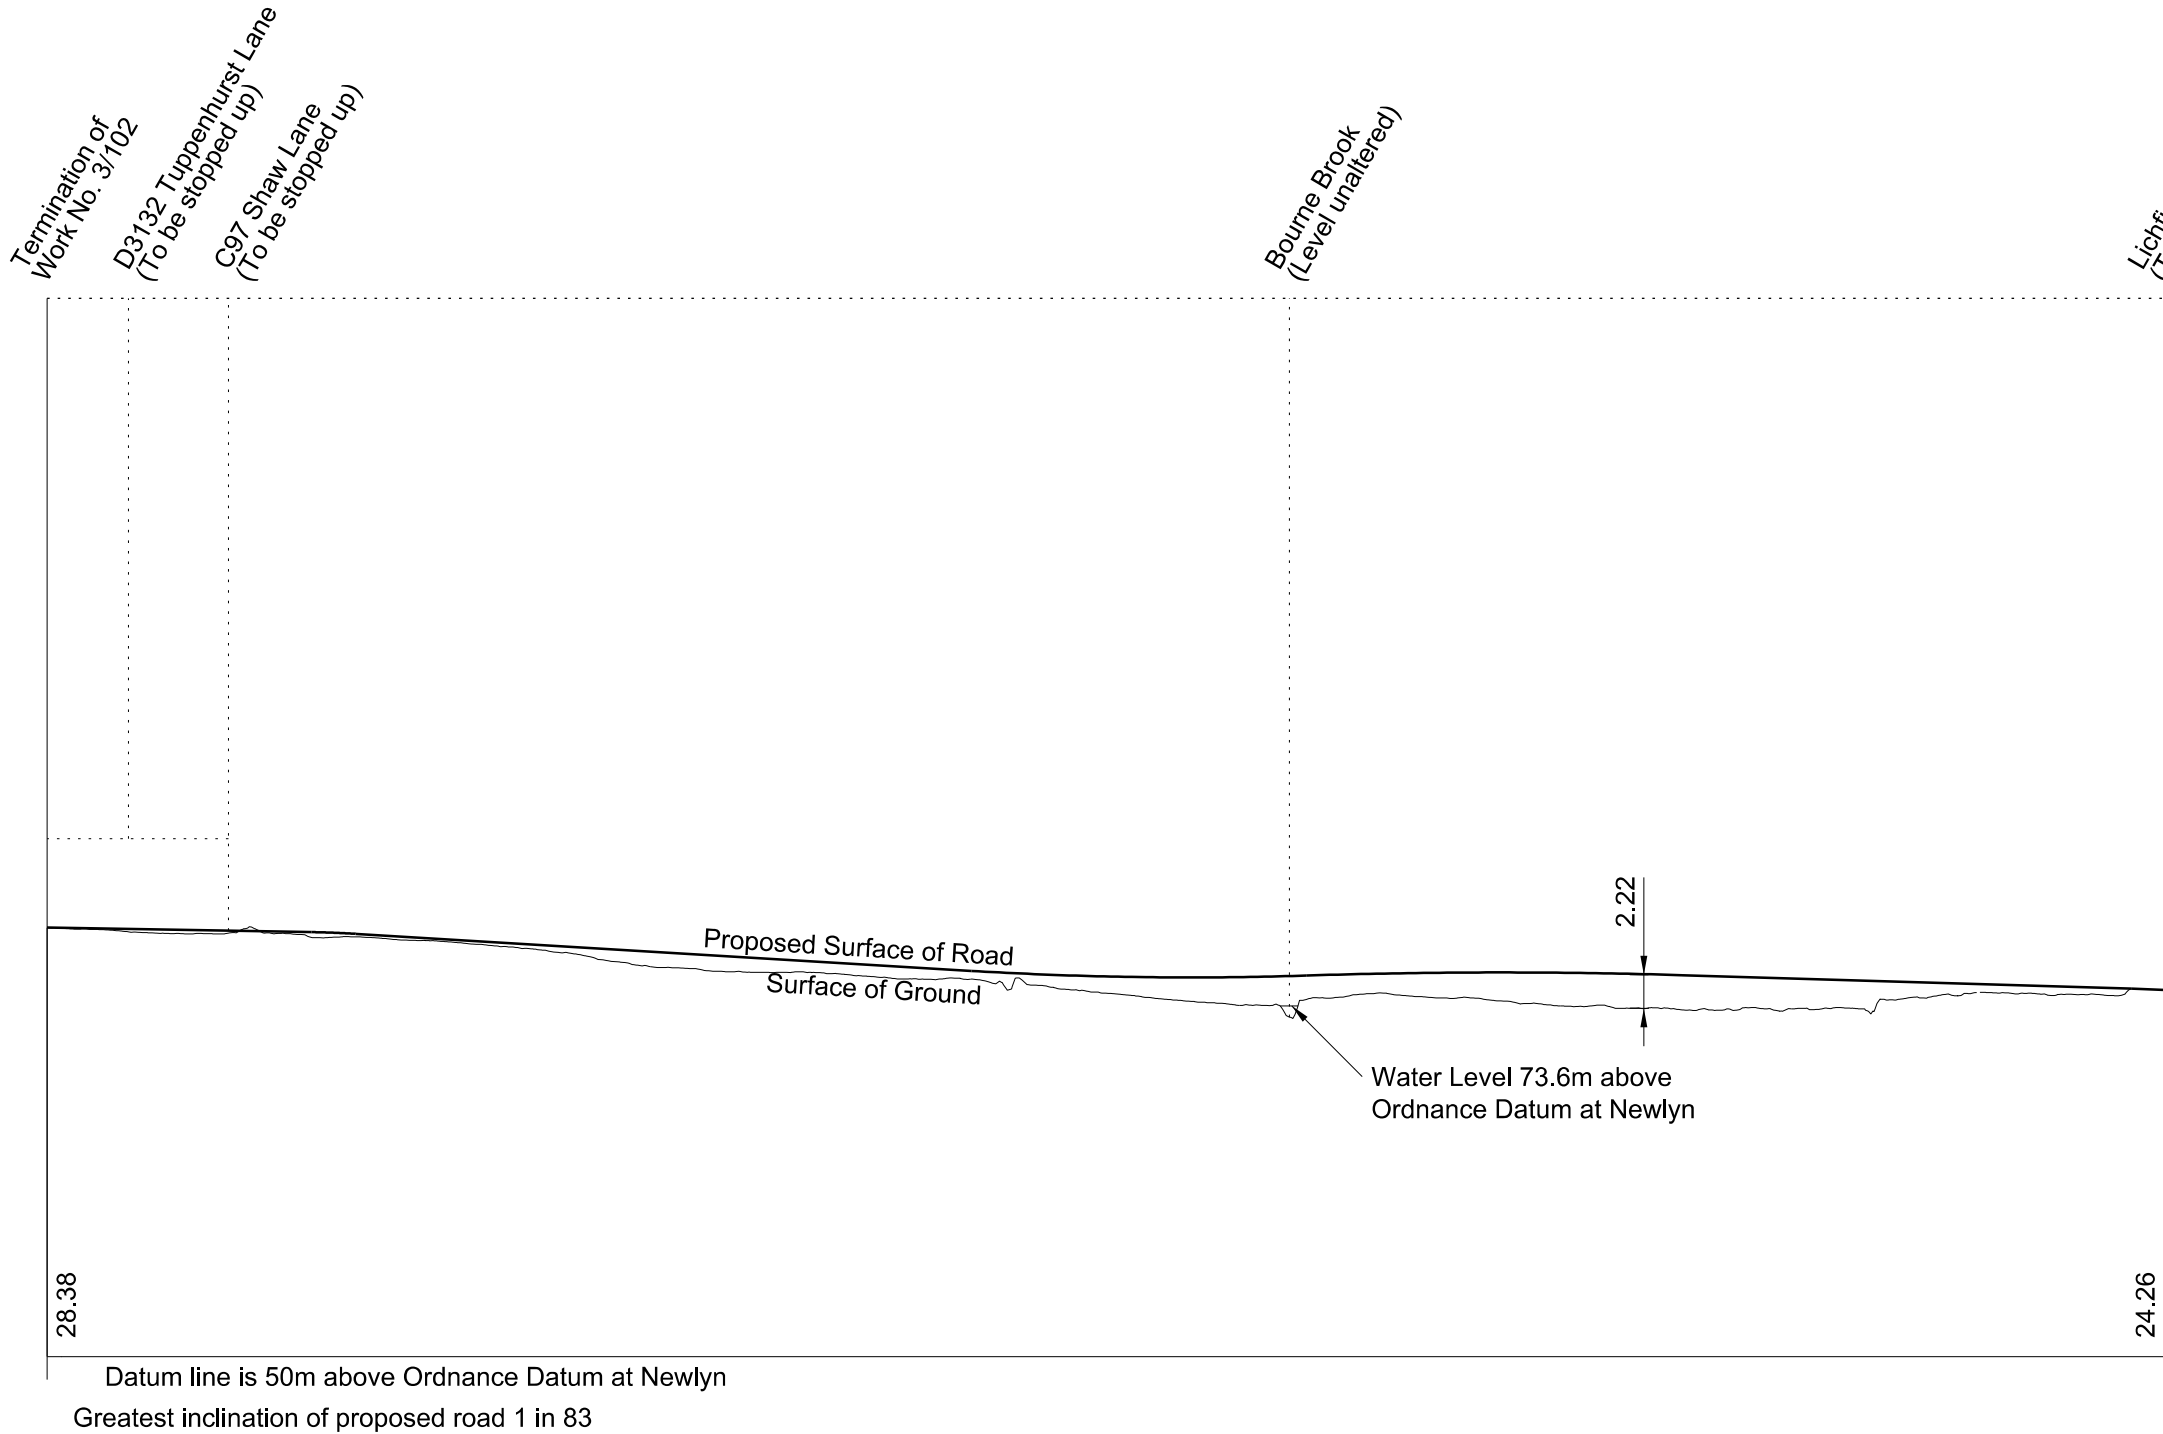 Termination of
Work No. 3/102
D3132 Tuppenhurst Lane
(To be stopped up)
C97 Shaw Lane
(To be stopped up)
Bourne Brook
(Level unaltered)
2.22
Proposed Surface of Road
Surface of Ground
Water Level 73.6m above
Ordnance Datum at Newlyn
28.38
24.26
Datum line is 50m above Ordnance Datum at Newlyn
Greatest inclination of proposed road 1 in 83